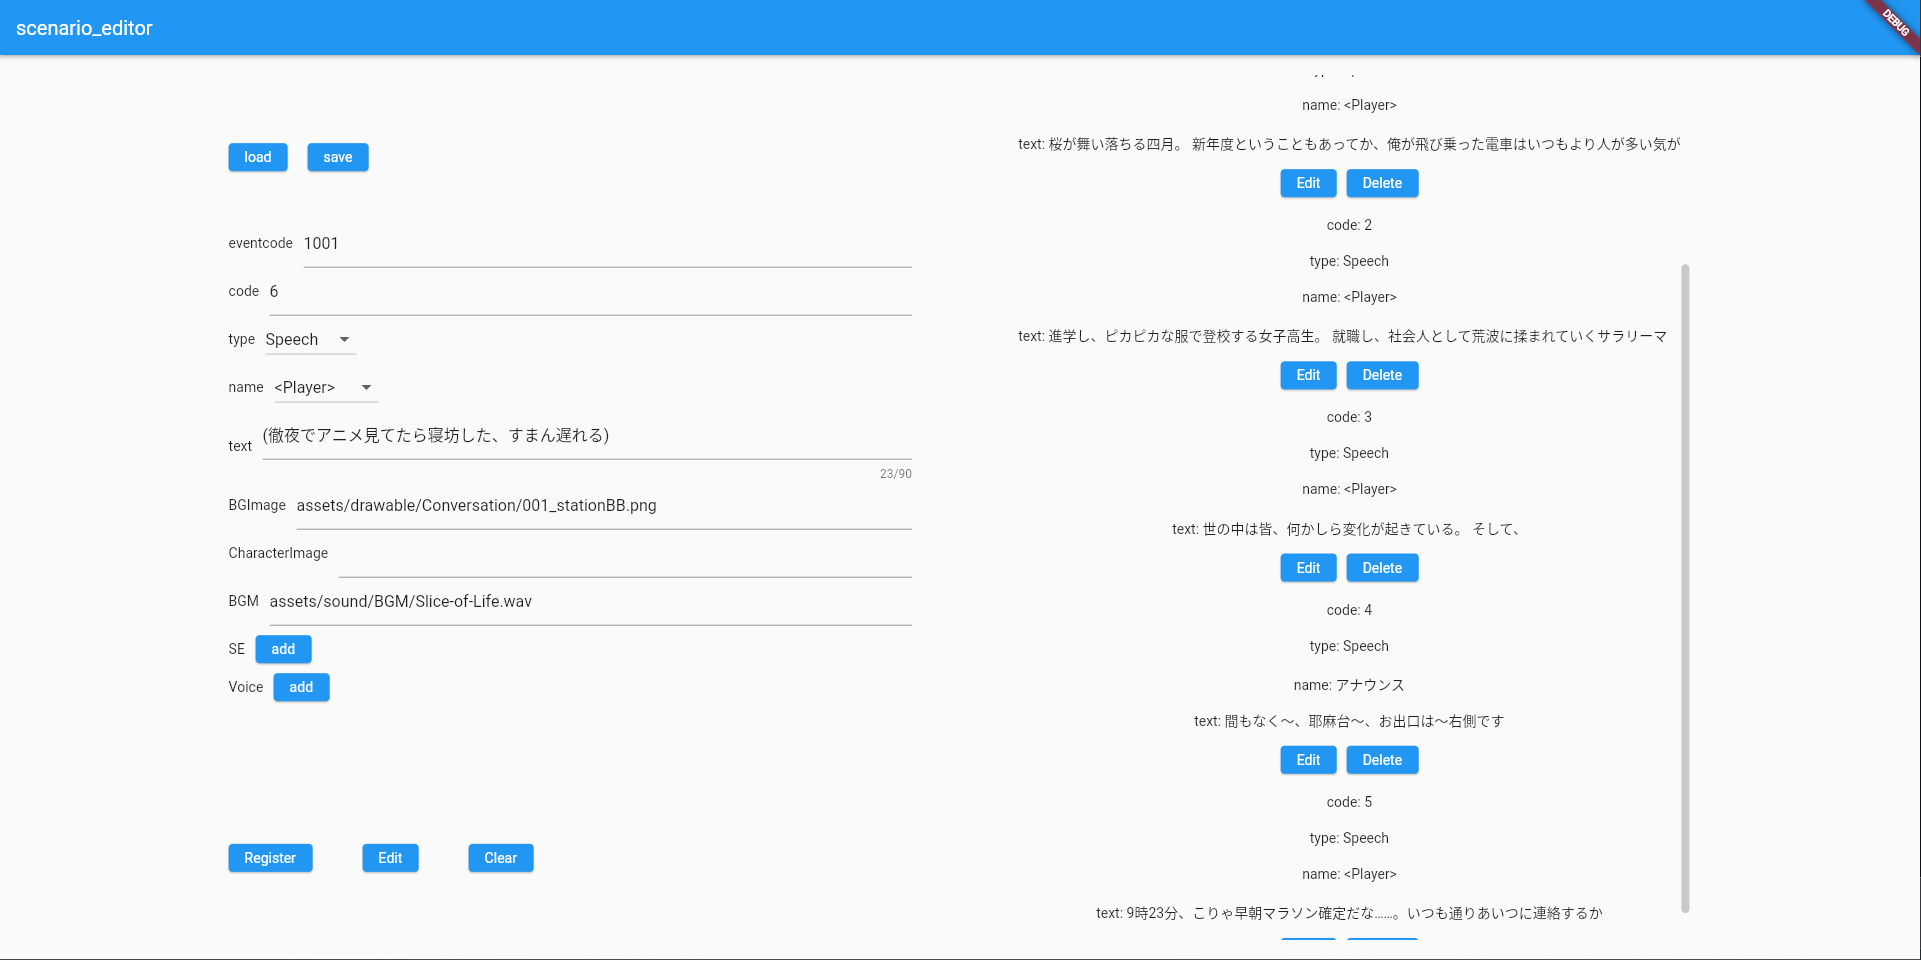 scenario_editor
DEBUG
load save
eventcode 1001
code 6
type Speech
name <Player>
text (徹夜でアニメ見てたら寝坊した、すまん遅れる)
23/90
BGImage assets/drawable/Conversation/001_stationBB.png
CharacterImage
BGM assets/sound/BGM/Slice-of-Life.wav
SE add
Voice add
Register Edit Clear
name: <Player>
text: 桜が舞い落ちる四月。 新年度ということもあってか、俺が飛び乗った電車はいつもより人が多い気が
Edit Delete
code: 2
type: Speech
name: <Player>
text: 進学し、ピカピカな服で登校する女子高生。 就職し、社会人として荒波に揉まれていくサラリーマ
Edit Delete
code: 3
type: Speech
name: <Player>
text: 世の中は皆、何かしら変化が起きている。 そして、
Edit Delete
code: 4
type: Speech
name: アナウンス
text: 間もなく〜、耶麻台〜、お出口は〜右側です
Edit Delete
code: 5
type: Speech
name: <Player>
text: 9時23分、こりゃ早朝マラソン確定だな……。いつも通りあいつに連絡するか